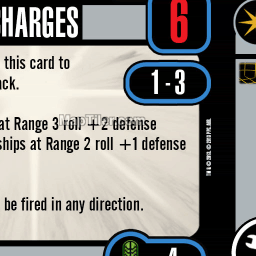 CHARGES
6
this card to
ack.
1 - 3
at Range 3 roll +2 defense
ships at Range 2 roll +1 defense
be fired in any direction.
4